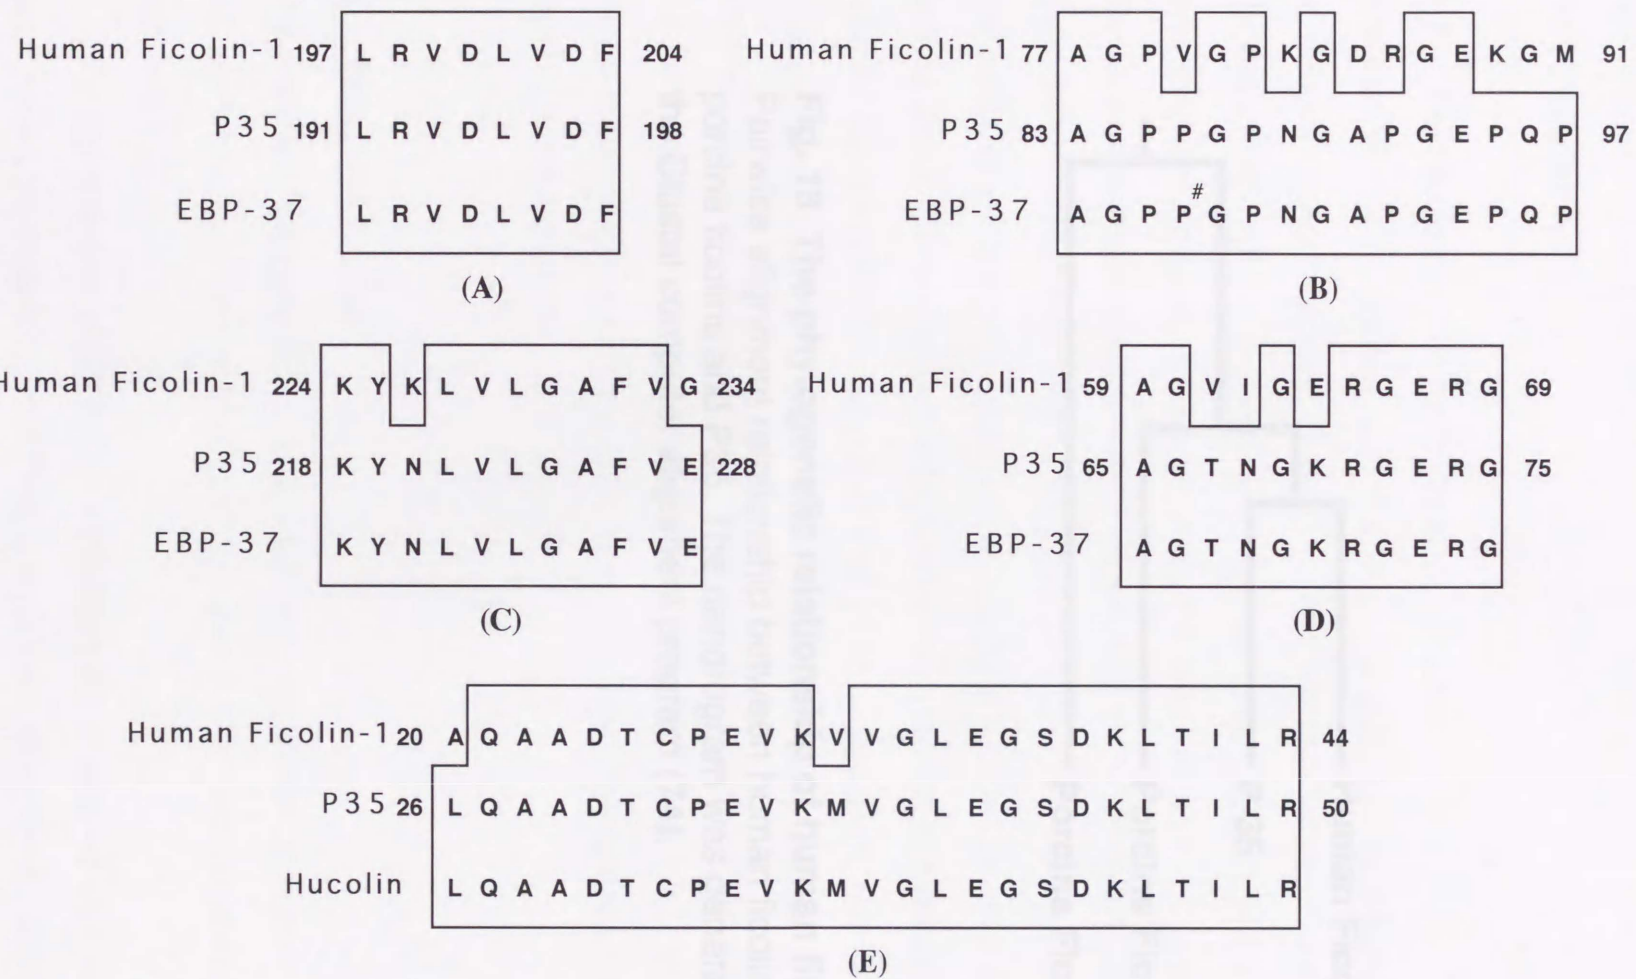 Human Ficolin-1 197 L R V D L V D F 204
P35 191 L R V D L V D F 198
EBP-37 L R V D L V D F
(A)
Human Ficolin-1 77 A G P V G P K G D R G E K G M 91
P35 83 A G P P G P N G A P G E P Q P 97
#
EBP-37 A G P P G P N G A P G E P Q P
(B)
Human Ficolin-1 224 K Y K L V L G A F V G 234
P35 218 K Y N L V L G A F V E 228
EBP-37 K Y N L V L G A F V E
(C)
Human Ficolin-1 59 A G V I G E R G E R G 69
P35 65 A G T N G K R G E R G 75
EBP-37 A G T N G K R G E R G
(D)
Human Ficolin-1 20 A Q A A D T C P E V K V V G L E G S D K L T I L R 44
P35 26 L Q A A D T C P E V K M V G L E G S D K L T I L R 50
Hucolin L Q A A D T C P E V K M V G L E G S D K L T I L R
(E)